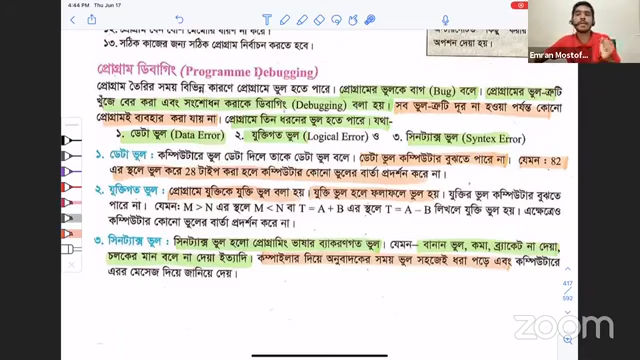 4:44 PM Thu Jun 17
১২. প্রোগ্রাম যেন বেশি মেমোরি ধারণ না করে।
১৩. সঠিক কাজের জন্য সঠিক প্রোগ্রাম নির্বাচন করতে হবে।
অপশন দেয়া হয়।
Emran Mostof...
প্রোগ্রাম ডিবাগিং (Programme Debugging)
প্রোগ্রাম তৈরির সময় বিভিন্ন কারণে প্রোগ্রামে ভুল হতে পারে। প্রোগ্রামের ভুলকে বাগ (Bug) বলে। প্রোগ্রামের ভুল-ত্রুটি
খুঁজে বের করা এবং সংশোধন করাকে ডিবাগিং (Debugging) বলা হয়। সব ভুল-ত্রুটি দূর না হওয়া পর্যন্ত কোনো
প্রোগ্রামই ব্যবহার করা যায় না। প্রোগ্রামে তিন ধরনের ভুল হতে পারে। যথা-
১. ডেটা ভুল (Data Error) ২. যুক্তিগত ভুল (Logical Error) ও ৩. সিনট্যাক্স ভুল (Syntex Error)
১. ডেটা ভুল : কম্পিউটারে ভুল ডেটা দিলে তাকে ডেটা ভুল বলে। ডেটা ভুল কম্পিউটার বুঝতে পারে না। যেমন : 82
এর স্থলে ভুল করে 28 টাইপ করা হলে কম্পিউটার কোনো ভুলের বার্তা প্রদর্শন করে না।
২. যুক্তিগত ভুল : প্রোগ্রামে যুক্তিকে যুক্তি ভুল বলা হয়। যুক্তি ভুল হলে ফলাফলে ভুল হয়। যুক্তির ভুল কম্পিউটার বুঝতে
পারে না। যেমন: M > N এর স্থলে M < N বা T = A + B এর স্থলে T = A – B লিখলে যুক্তি ভুল হয়। এক্ষেত্রেও
কম্পিউটার কোনো ভুলের বার্তা প্রদর্শন করে না।
৩. সিনট্যাক্স ভুল : সিনট্যাক্স ভুল হলো প্রোগ্রামিং ভাষার ব্যাকরণগত ভুল। যেমন– বানান ভুল, কমা, ব্র্যাকেট না দেয়া,
চলকের মান বলে না দেয়া ইত্যাদি। কম্পাইলার দিয়ে অনুবাদকের সময় ভুল সহজেই ধরা পড়ে এবং কম্পিউটারে
এরর মেসেজ দিয়ে জানিয়ে দেয়।
417
592
zoom